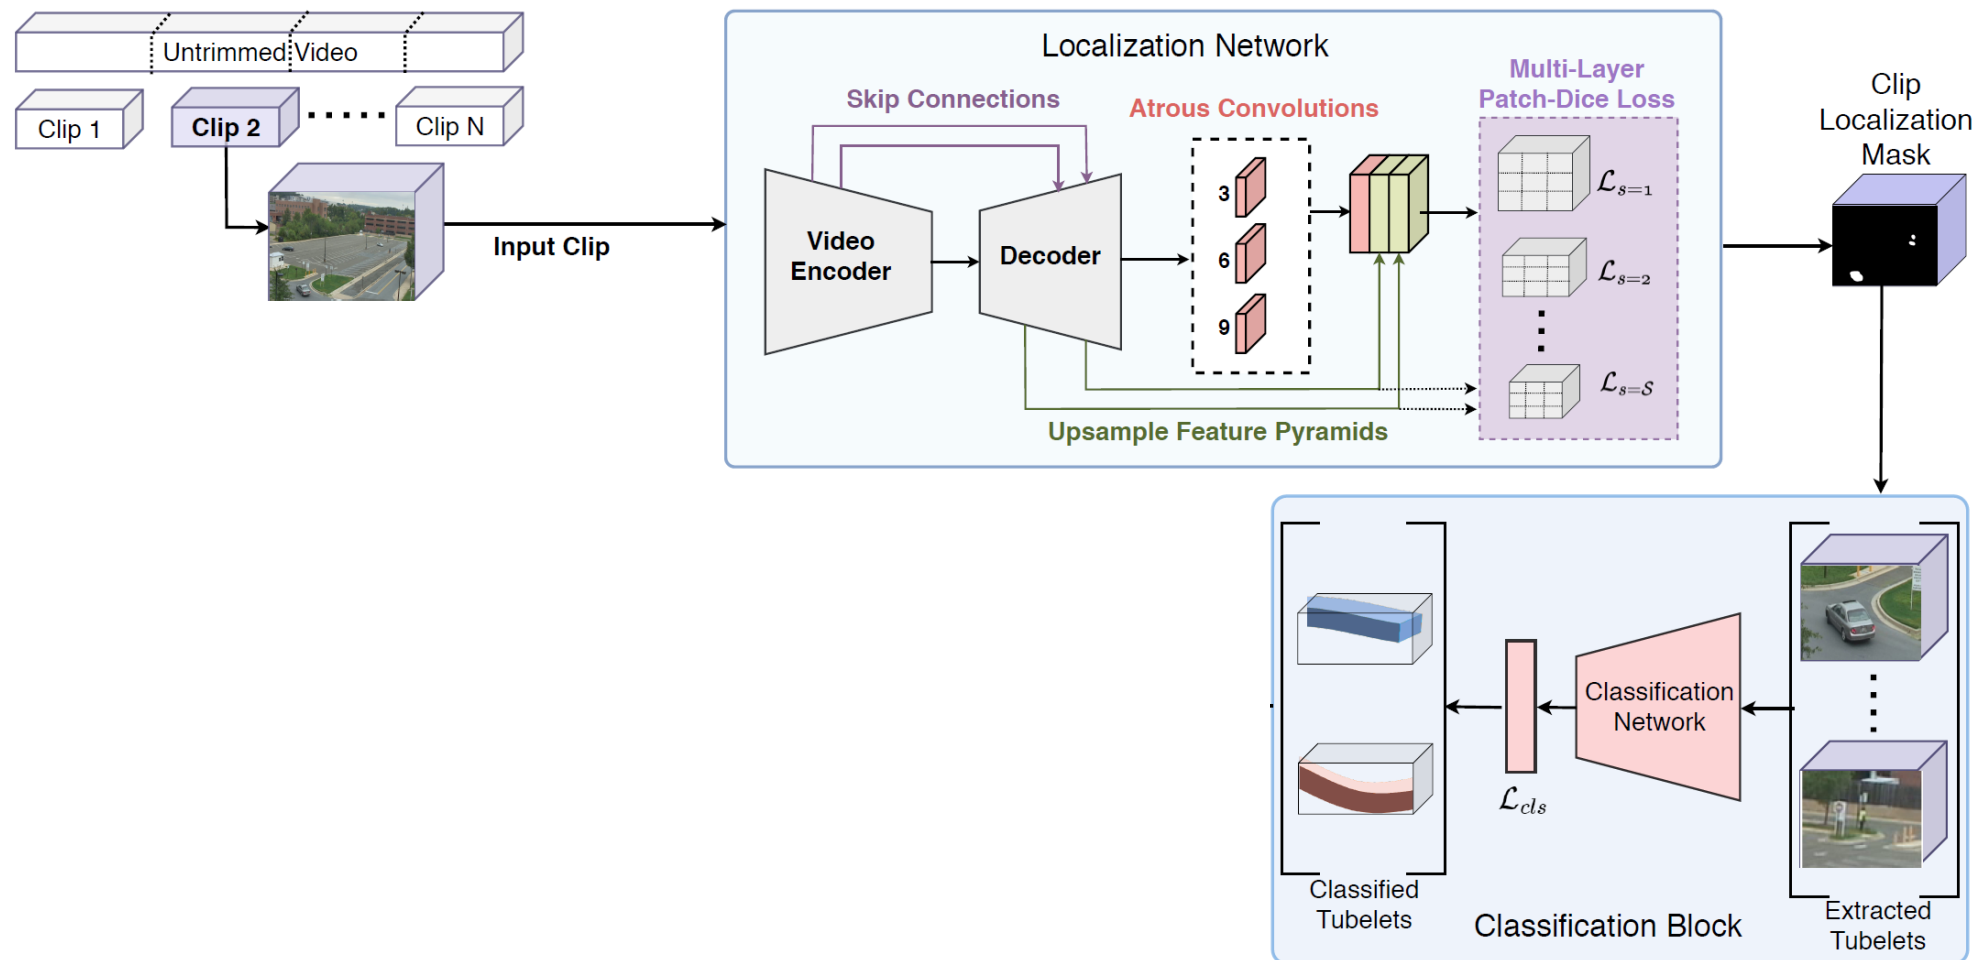 Untrimmed Video
Clip 1
Clip 2
Clip N
Input Clip
Localization Network
Skip Connections
Atrous Convolutions
Multi-Layer
Patch-Dice Loss
Video
Encoder
Decoder
3
6
9
ℒs=1
ℒs=2
ℒs=𝒮
Upsample Feature Pyramids
Clip
Localization
Mask
Classified
Tubelets
ℒcls
Classification
Network
Extracted
Tubelets
Classification Block